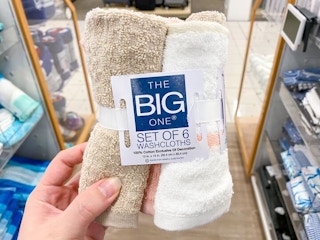 THE
BIG
ONE®
SET OF 6
WASHCLOTHS
100% Cotton Exclusive Of Decoration